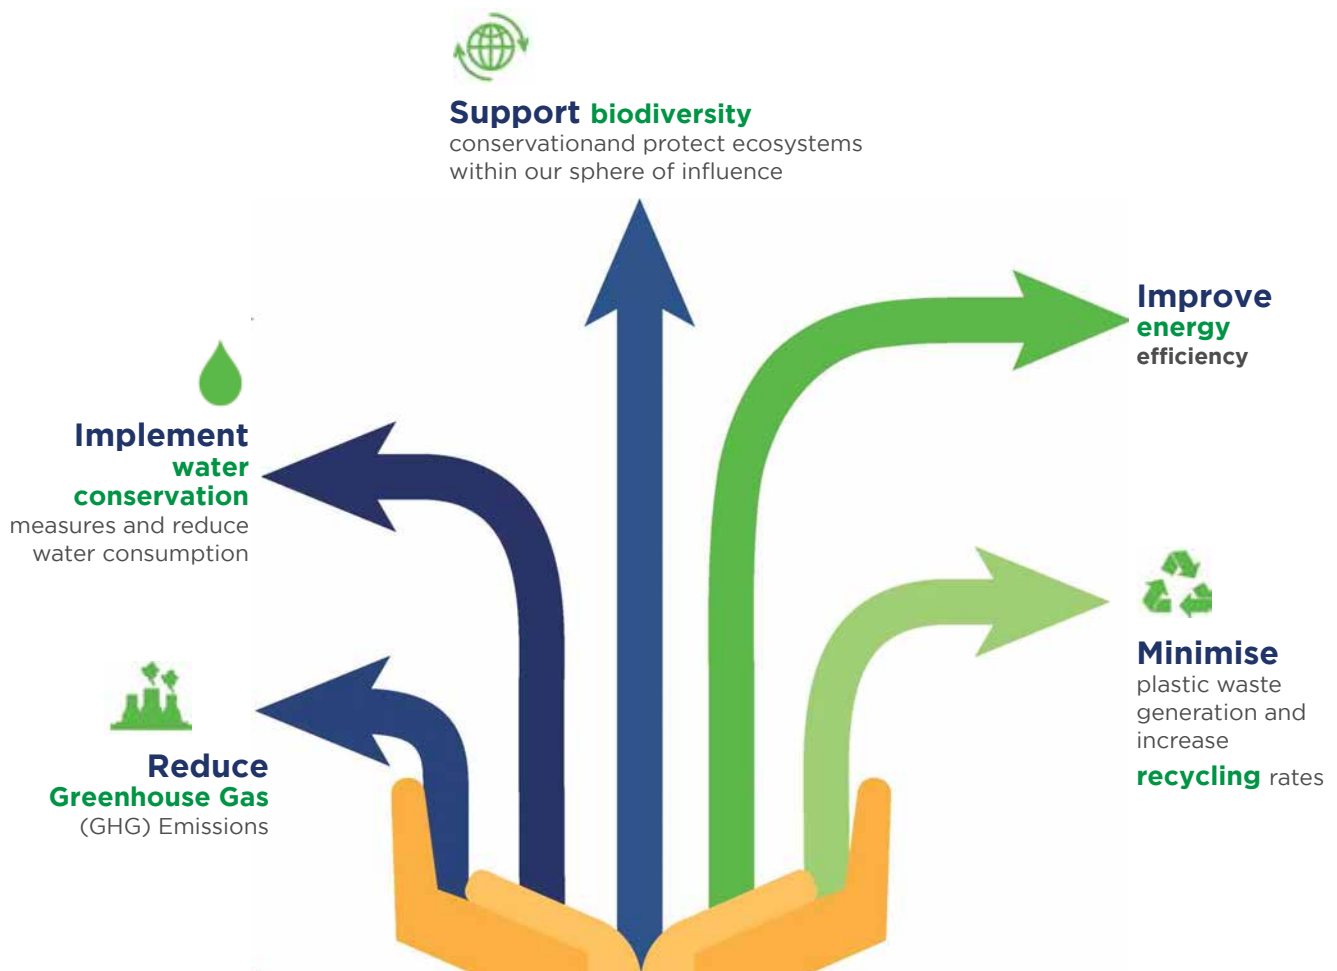 Support biodiversity
conservationand protect ecosystems
within our sphere of influence
Improve
energy
efficiency
Implement
water
conservation
measures and reduce
water consumption
Minimise
plastic waste
generation and
increase
recycling rates
Reduce
Greenhouse Gas
(GHG) Emissions